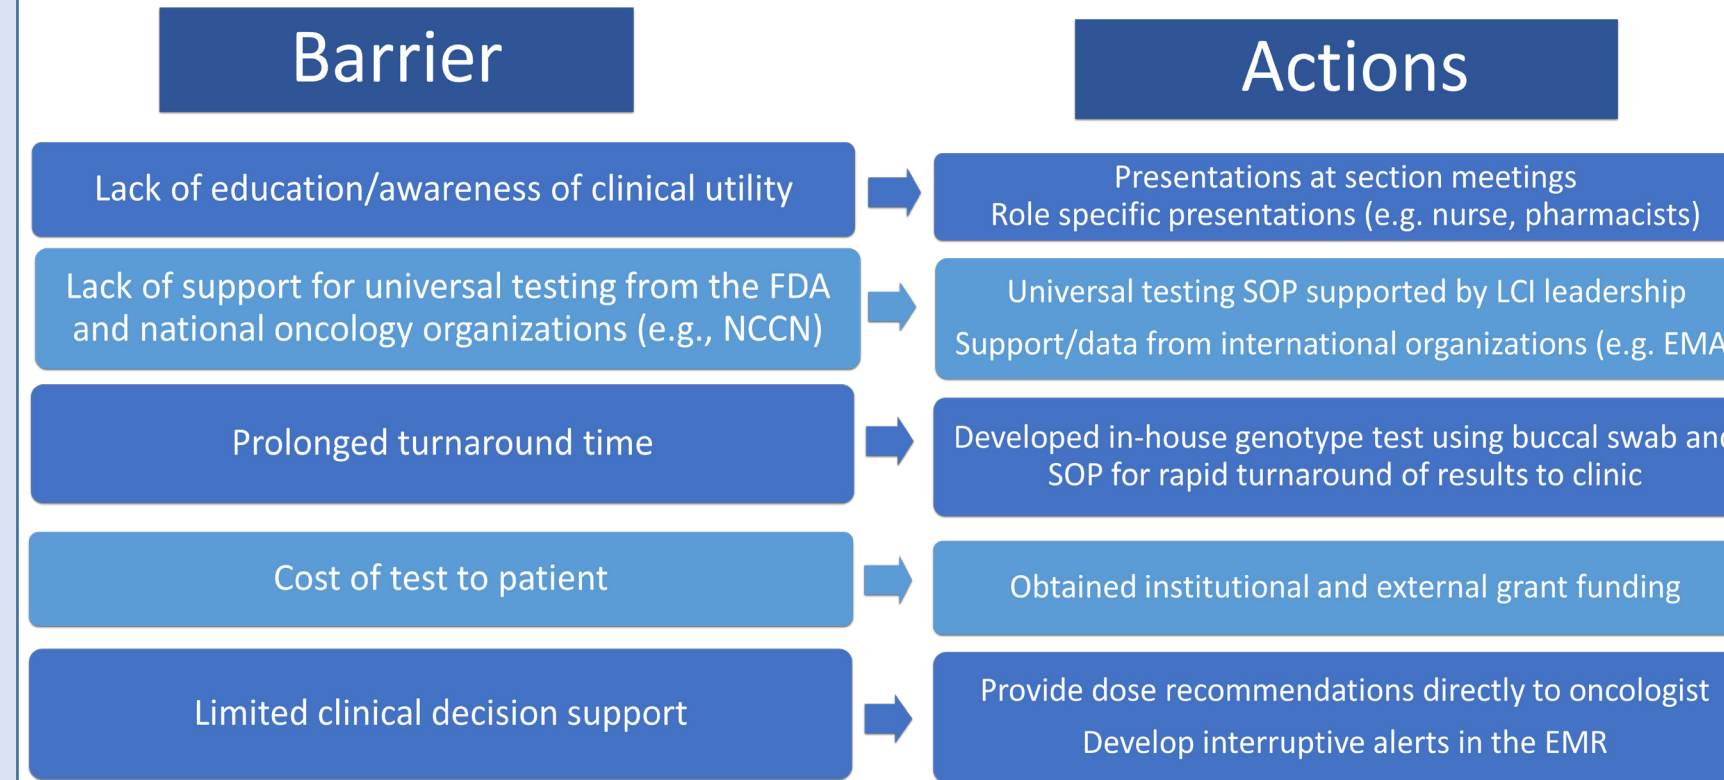 Barrier
Actions
Lack of education/awareness of clinical utility
Presentations at section meetings
Role specific presentations (e.g. nurse, pharmacists)
Lack of support for universal testing from the FDA
and national oncology organizations (e.g., NCCN)
Universal testing SOP supported by LCI leadership
Support/data from international organizations (e.g. EMA
Prolonged turnaround time
Developed in-house genotype test using buccal swab and
SOP for rapid turnaround of results to clinic
Cost of test to patient
Obtained institutional and external grant funding
Limited clinical decision support
Provide dose recommendations directly to oncologist
Develop interruptive alerts in the EMR